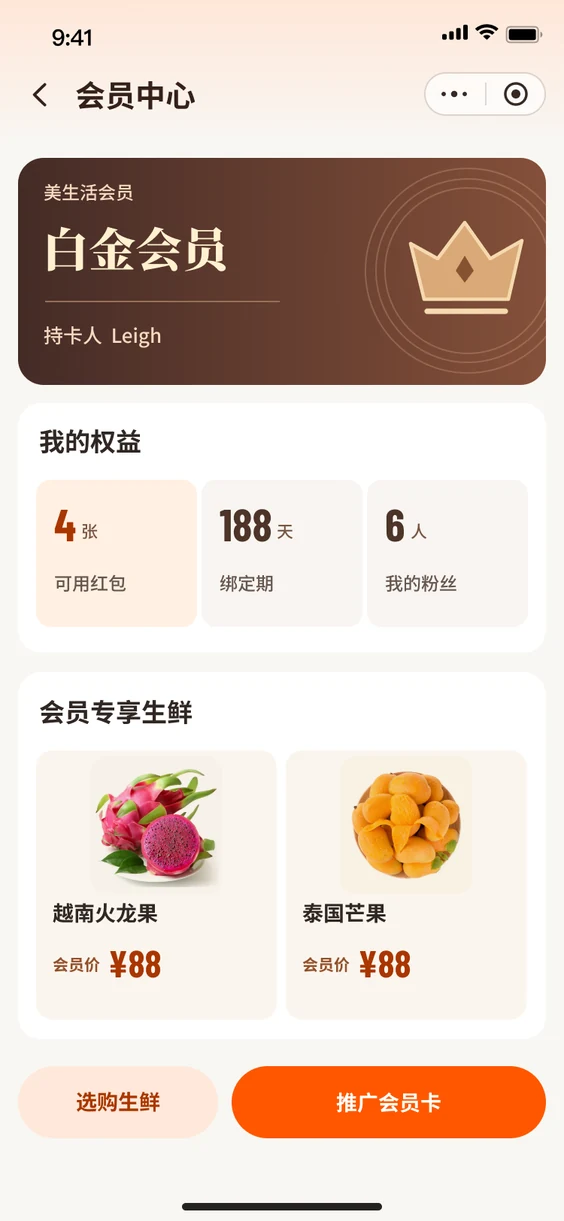 9:41
会员中心
美生活会员
白金会员
持卡人 Leigh
我的权益
4 张
188 天
6 人
可用红包
绑定期
我的粉丝
会员专享生鲜
越南火龙果
泰国芒果
会员价 ¥88
会员价 ¥88
选购生鲜
推广会员卡